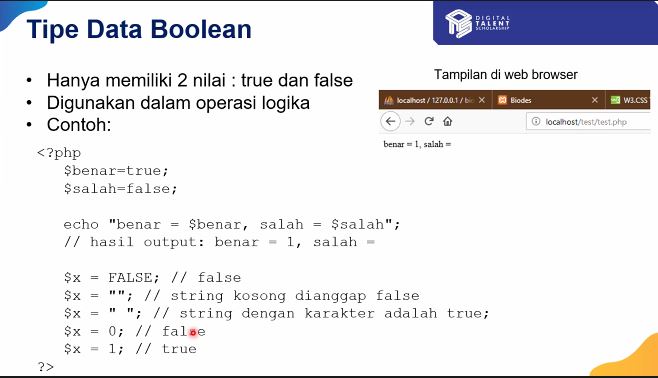 Tipe Data Boolean
DIGITAL
TALENT
SCHOLARSHIP
• Hanya memiliki 2 nilai : true dan false
• Digunakan dalam operasi logika
• Contoh:
<?php
$benar=true;
$salah=false;
echo "benar = $benar, salah = $salah";
// hasil output: benar = 1, salah =
$x = FALSE; // false
$x = ""; // string kosong dianggap false
$x = " "; // string dengan karakter adalah true;
$x = 0; // false
$x = 1; // true
?>
Tampilan di web browser
localhost / 127.0.0.1 / bio
Biodes
W3.CSS
localhost/test/test.php
benar = 1, salah =